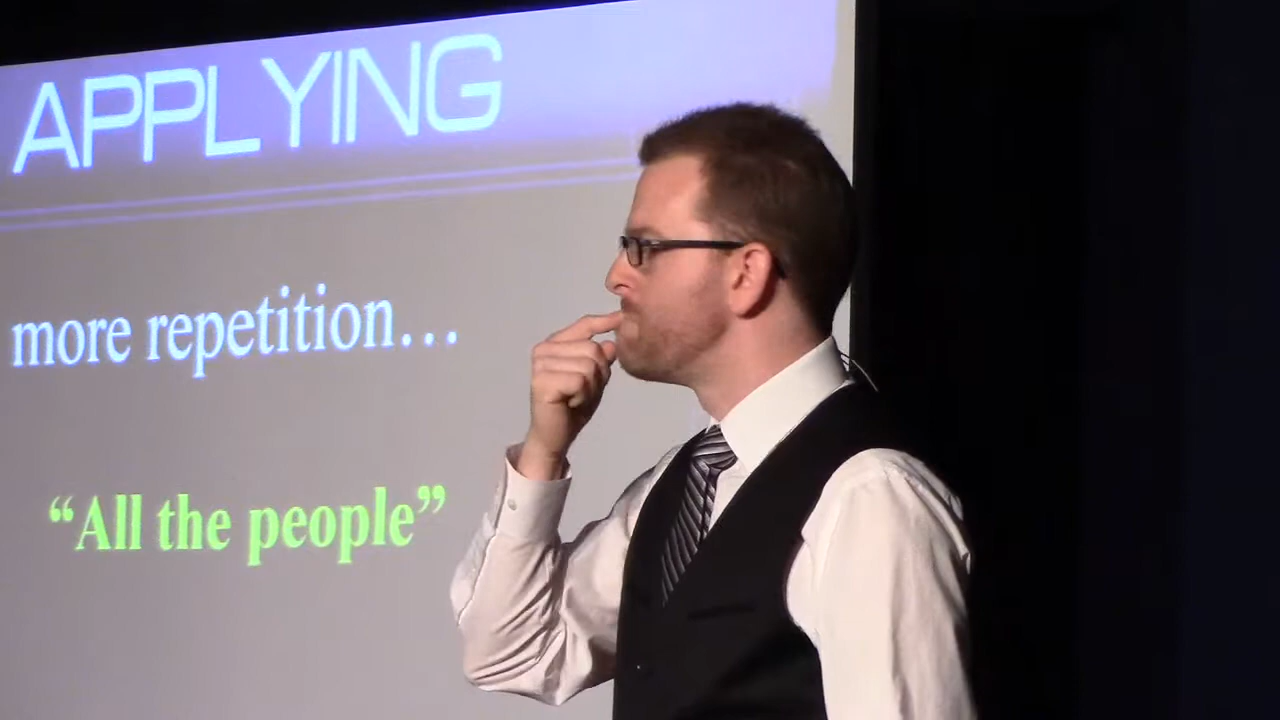 APPLYING
more repetition…
“All the people”